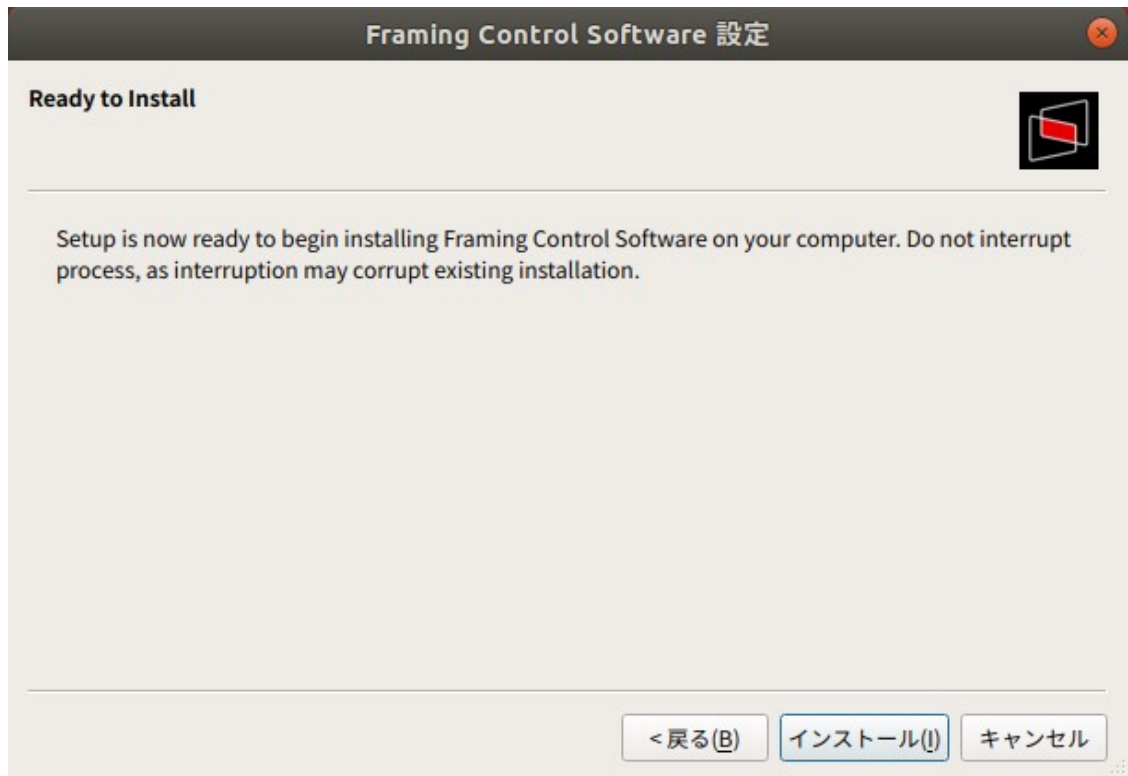 Framing Control Software 設定
Ready to Install
Setup is now ready to begin installing Framing Control Software on your computer. Do not interrupt
process, as interruption may corrupt existing installation.
<戻る(B) インストール(I) キャンセル